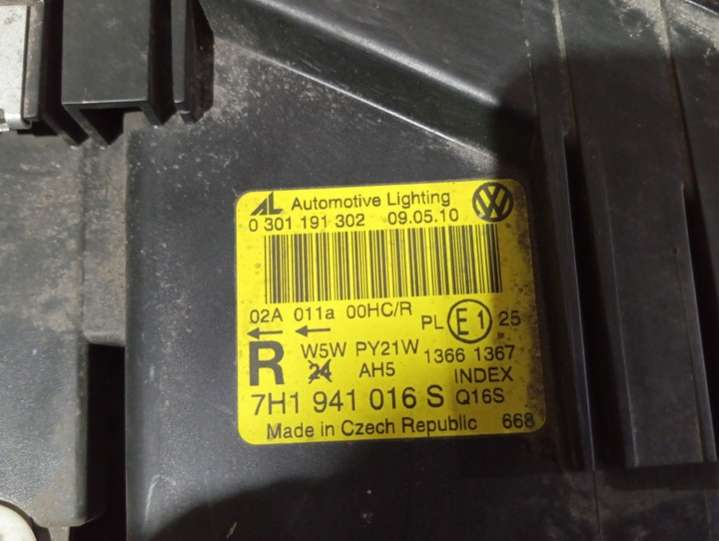 AL Automotive Lighting
0 301 191 302 09.05.10
02A 011a 00HC/R
PL E1 25
R W5W PY21W 1366 1367
24 AH5 INDEX
7H1 941 016 S Q16S
Made in Czech Republic 668